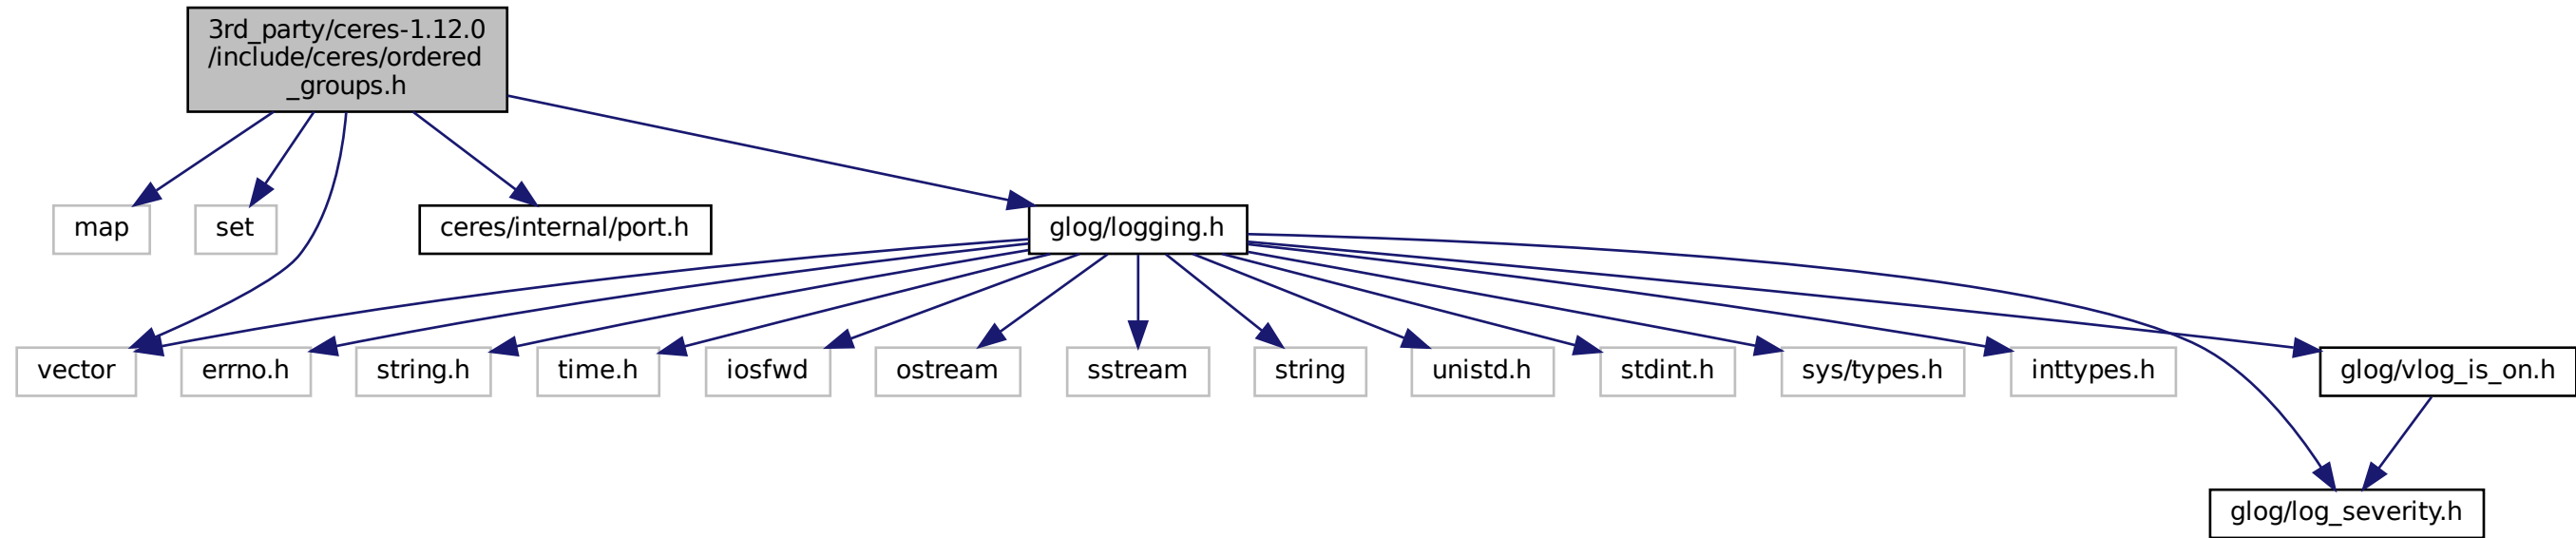 3rd_party/ceres-1.12.0
/include/ceres/ordered
_groups.h
map
set
ceres/internal/port.h
glog/logging.h
vector
errno.h
string.h
time.h
iosfwd
ostream
sstream
string
unistd.h
stdint.h
sys/types.h
inttypes.h
glog/vlog_is_on.h
glog/log_severity.h